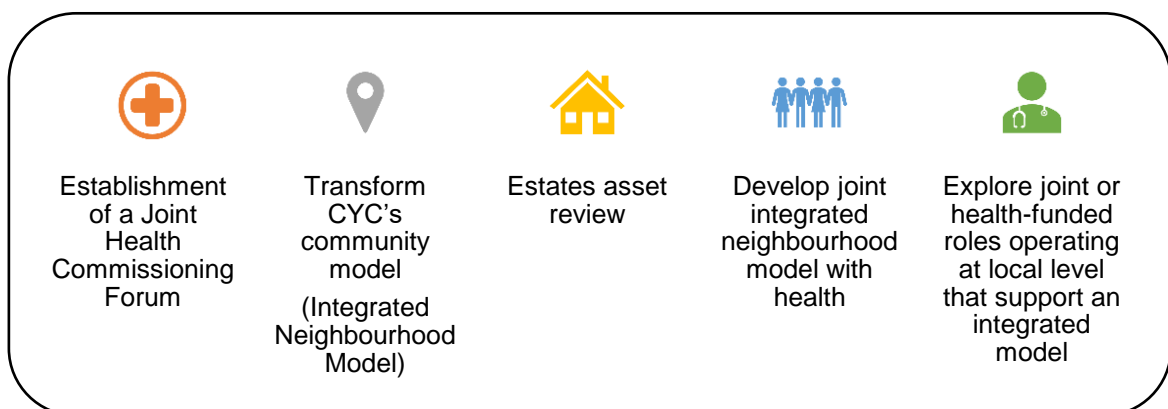 Establishment
of a Joint
Health
Commissioning
Forum
Transform
CYC's
community
model
(Integrated
Neighbourhood
Model)
Estates asset
review
Develop joint
integrated
neighbourhood
model with
health
Explore joint or
health-funded
roles operating
at local level
that support an
integrated
model